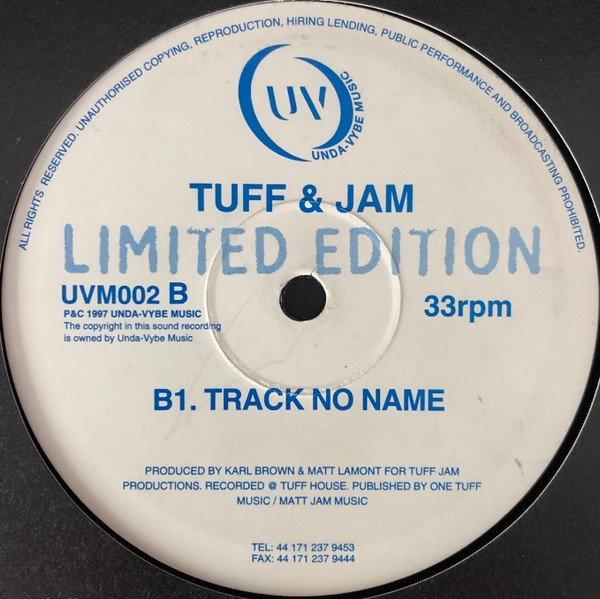 ALL RIGHTS RESERVED. UNAUTHORISED COPYING, REPRODUCTION, HIRING LENDING, PUBLIC PERFORMANCE AND BROADCASTING PROHIBITED.
UV
UNDA-VYBE MUSIC
TUFF & JAM
LIMITED EDITION
UVM002 B
33rpm
P&C 1997 UNDA-VYBE MUSIC
The copyright in this sound recording
is owned by Unda-Vybe Music
B1. TRACK NO NAME
PRODUCED BY KARL BROWN & MATT LAMONT FOR TUFF JAM
PRODUCTIONS. RECORDED @ TUFF HOUSE. PUBLISHED BY ONE TUFF
MUSIC / MATT JAM MUSIC
TEL: 44 171 237 9453
FAX: 44 171 237 9444